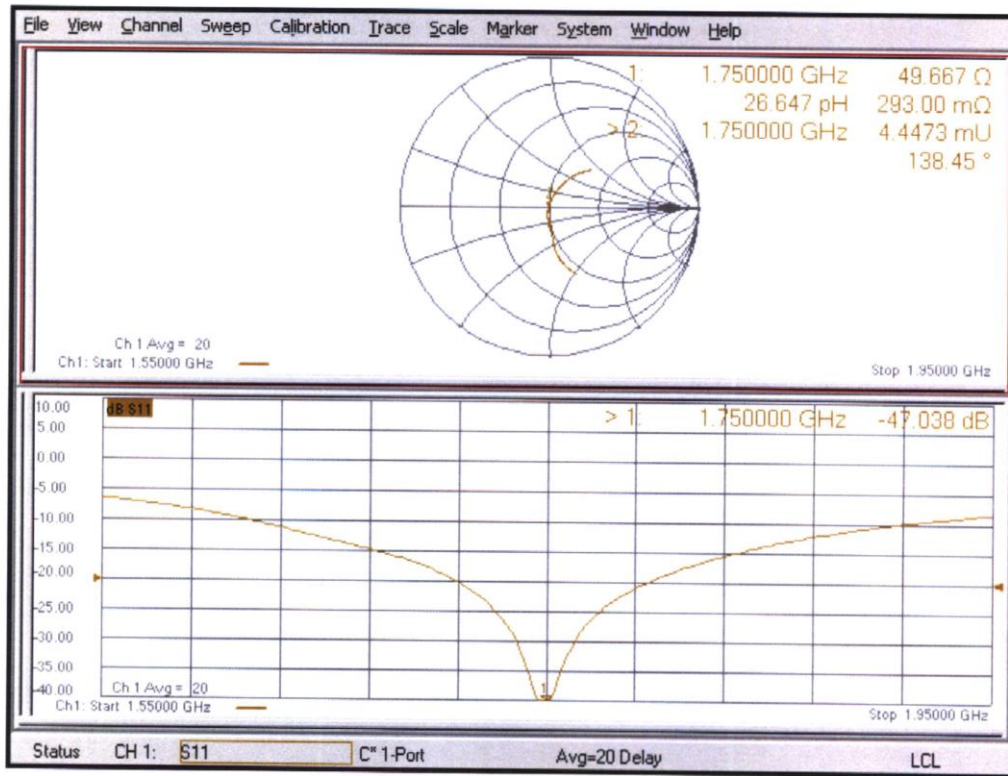 File View Channel Sweep Calibration Trace Scale Marker System Window Help
1: 1.750000 GHz 49.667 Ω
26.647 pH 293.00 mΩ
> 2: 1.750000 GHz 4.4473 mU
138.45 °
Ch 1 Avg = 20
Ch1: Start 1.55000 GHz
Stop 1.95000 GHz
dB S11
> 1: 1.750000 GHz -47.038 dB
10.00
5.00
0.00
-5.00
-10.00
-15.00
-20.00
-25.00
-30.00
-35.00
-40.00
1
Ch 1 Avg = 20
Ch1: Start 1.55000 GHz
Stop 1.95000 GHz
Status CH 1: S11 C* 1-Port Avg=20 Delay LCL